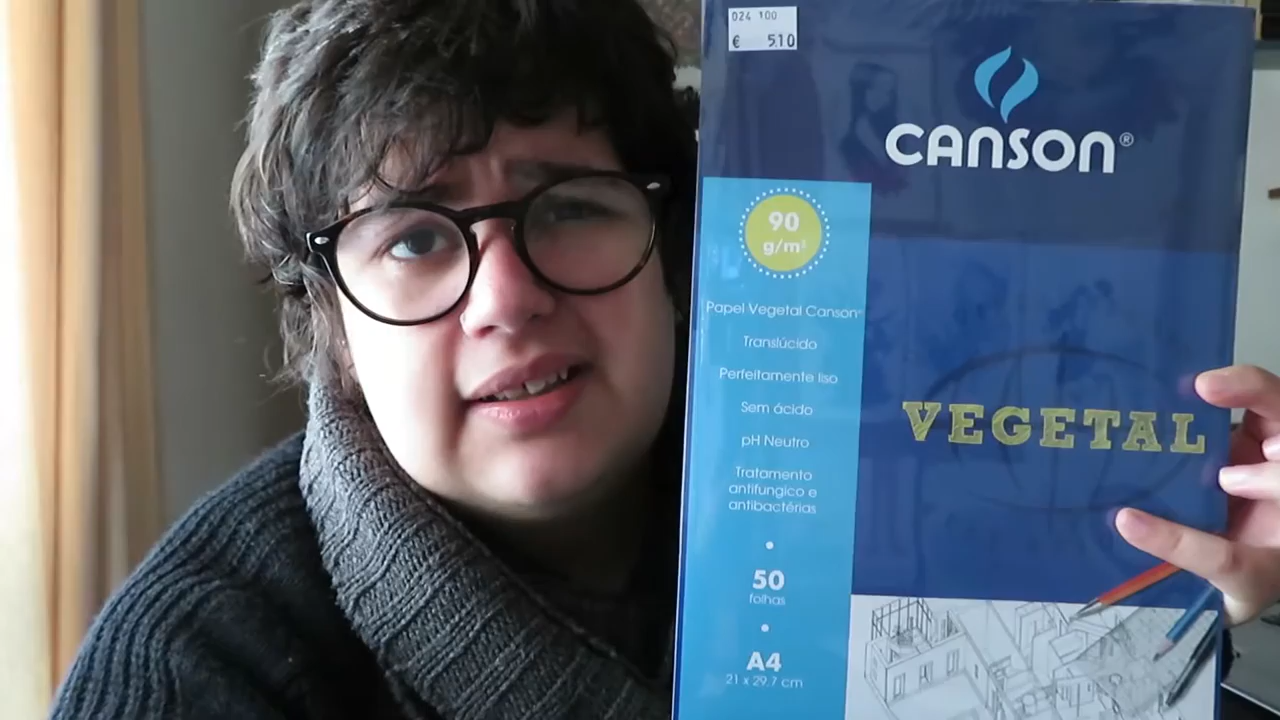 024 100
€ 5.10
CANSON®
90
g/m²
Papel Vegetal Canson®
Translúcido
Perfeitamente liso
Sem ácido
pH Neutro
Tratamento
antifungico e
antibactérias
50
folhas
A4
21 x 29.7 cm
VEGETAL